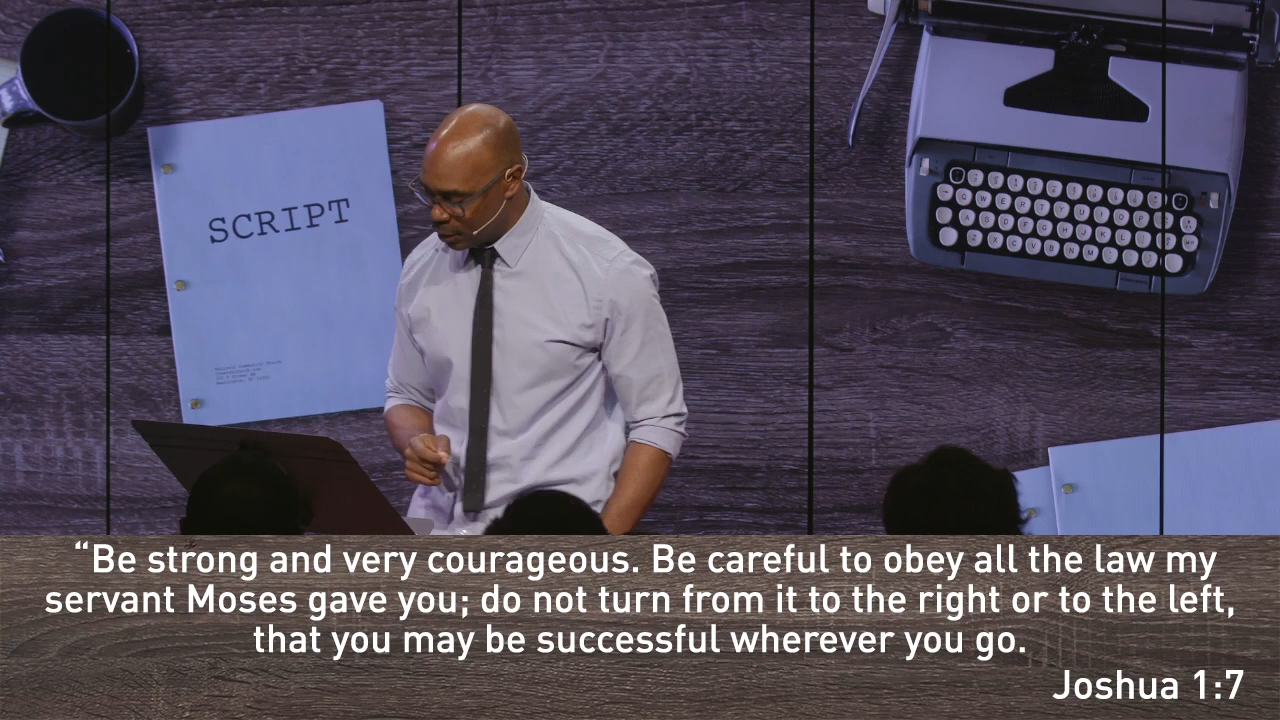 SCRIPT
“Be strong and very courageous. Be careful to obey all the law my
servant Moses gave you; do not turn from it to the right or to the left,
that you may be successful wherever you go.
Joshua 1:7